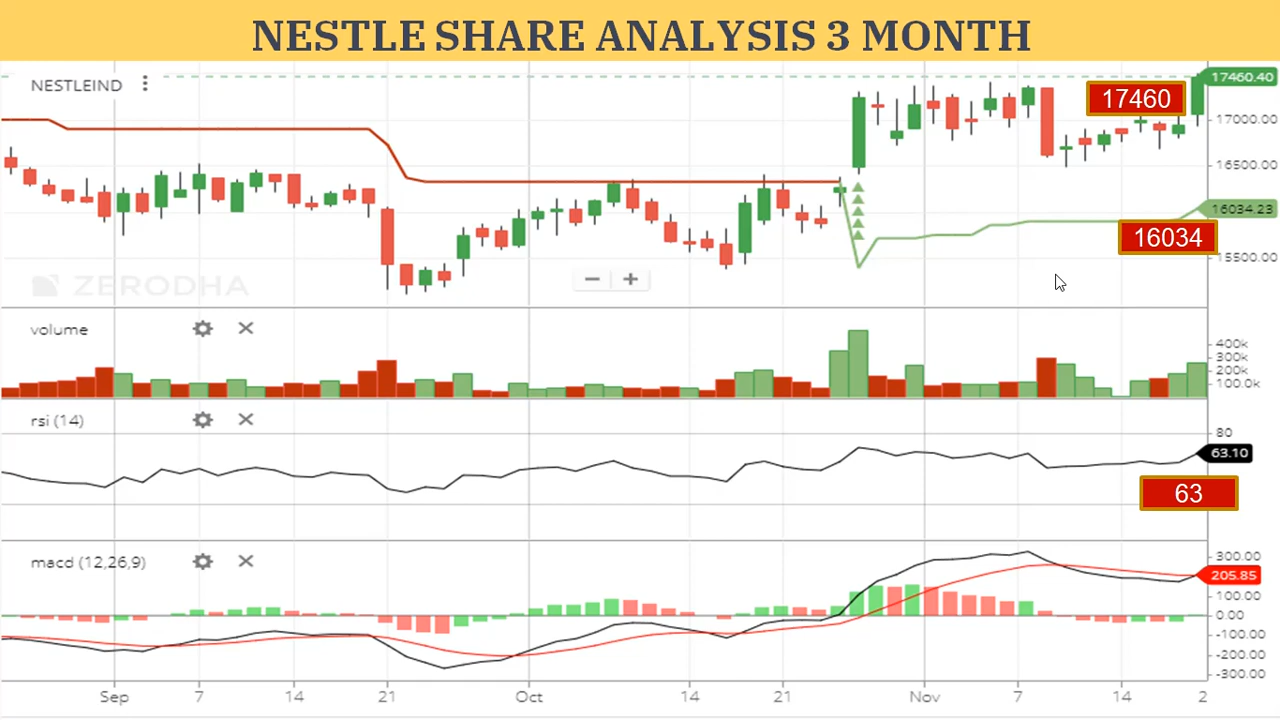 NESTLE SHARE ANALYSIS 3 MONTH
NESTLEIND
17460.40
17460
17000.00
16500.00
16034.23
16034
15500.00
ZERODHA
volume
400k
300k
200k
100.0k
rsi (14)
80
63.10
63
macd (12,26,9)
300.00
205.85
100.00
0.00
-100.00
-200.00
-300.00
Sep 7 14 21 Oct 14 21 Nov 7 14 2